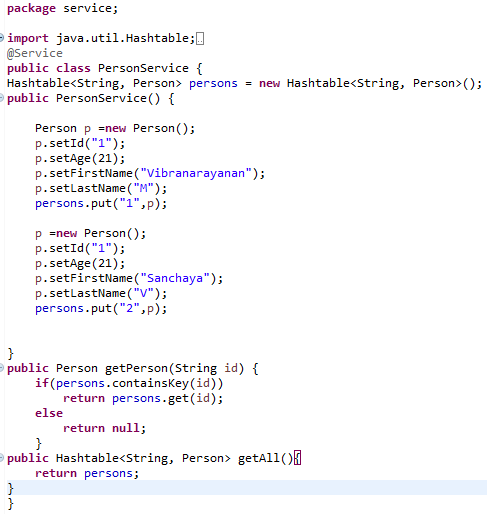 package service;
import java.util.Hashtable;
@Service
public class PersonService {
Hashtable<String, Person> persons = new Hashtable<String, Person>();
public PersonService() {
Person p =new Person();
p.setId("1");
p.setAge(21);
p.setFirstName("Vibranarayanan");
p.setLastName("M");
persons.put("1",p);
p =new Person();
p.setId("1");
p.setAge(21);
p.setFirstName("Sanchaya");
p.setLastName("V");
persons.put("2",p);
}
public Person getPerson(String id) {
if(persons.containsKey(id))
return persons.get(id);
else
return null;
}
public Hashtable<String, Person> getAll(){
return persons;
}
}